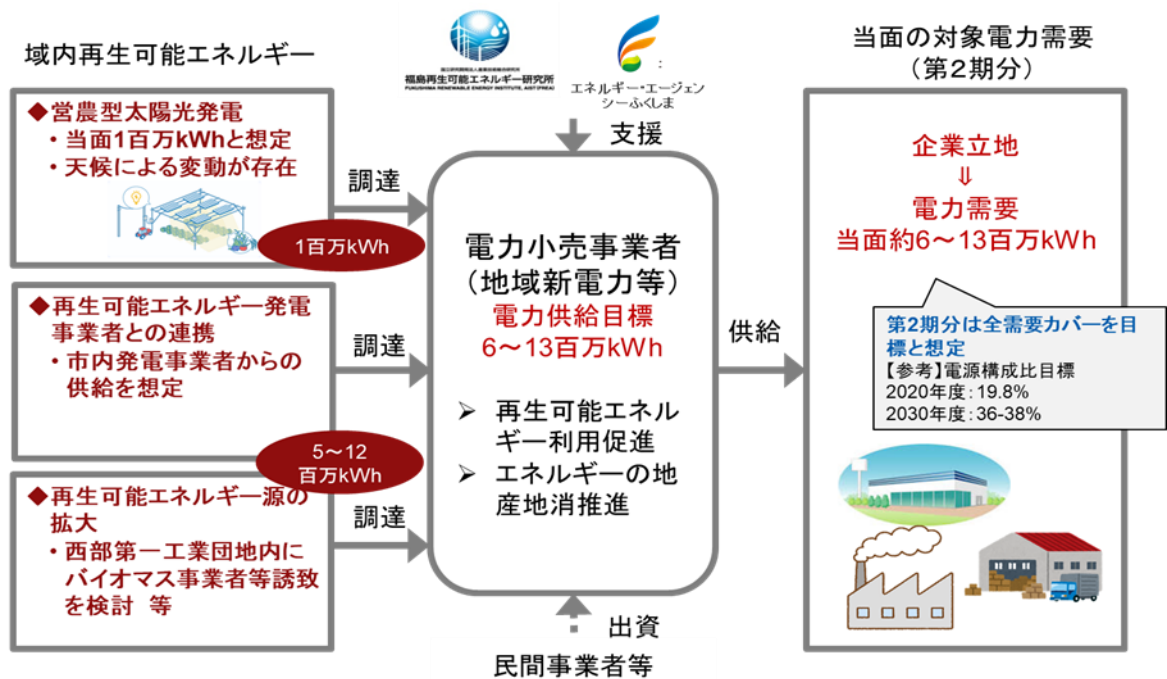 域内再生可能エネルギー
◆営農型太陽光発電
・当面1百万kWhと想定
・天候による変動が存在
1百万kWh
◆再生可能エネルギー発電
事業者との連携
・市内発電事業者からの
供給を想定
5～12
百万kWh
◆再生可能エネルギー源の
拡大
・西部第一工業団地内に
バイオマス事業者等誘致
を検討 等
調達
調達
調達
福島再生可能エネルギー研究所
FUKUSHIMA RENEWABLE ENERGY INSTITUTE, AIST (FREA)
：
エネルギー・エージェン
シーふくしま
支援
電力小売事業者
（地域新電力等）
電力供給目標
6～13百万kWh
➢ 再生可能エネル
ギー利用促進
➢ エネルギーの地
産地消推進
出資
民間事業者等
供給
当面の対象電力需要
（第２期分）
企業立地
⇓
電力需要
当面約6～13百万kWh
第2期分は全需要カバーを目
標と想定
【参考】電源構成比目標
2020年度：19.8%
2030年度：36-38%